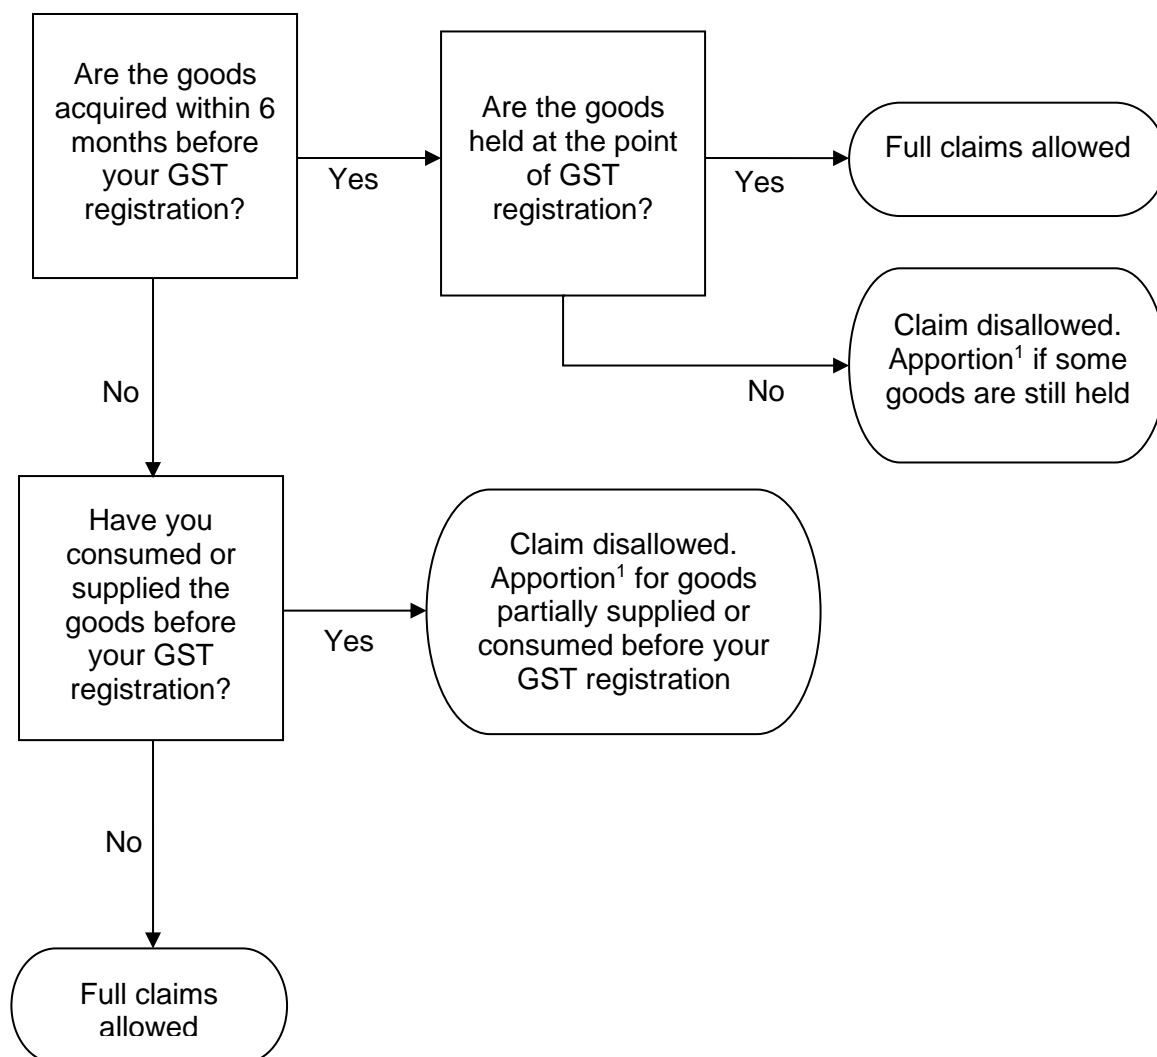 Are the goods
acquired within 6
months before
your GST
registration?
Yes
Are the goods
held at the point
of GST
registration?
Yes
Full claims allowed
No
Claim disallowed.
Apportion¹ if some
goods are still held
No
Have you
consumed or
supplied the
goods before
your GST
registration?
Yes
Claim disallowed.
Apportion¹ for goods
partially supplied or
consumed before your
GST registration
No
Full claims
allowed